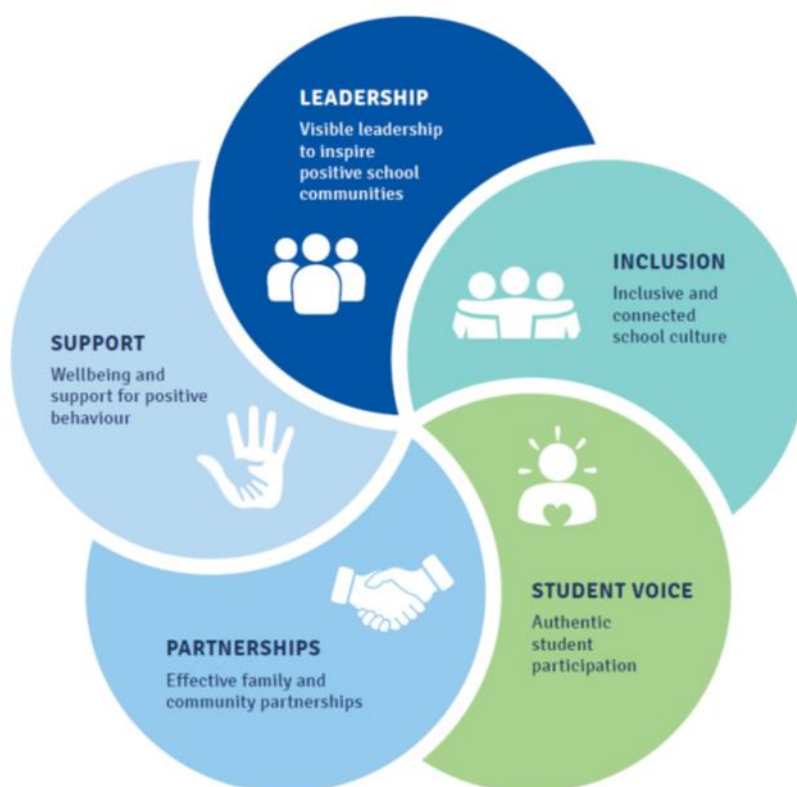 LEADERSHIP
Visible leadership
to inspire
positive school
communities
INCLUSION
Inclusive and
connected
school culture
STUDENT VOICE
Authentic
student
participation
PARTNERSHIPS
Effective family and
community partnerships
SUPPORT
Wellbeing and
support for positive
behaviour